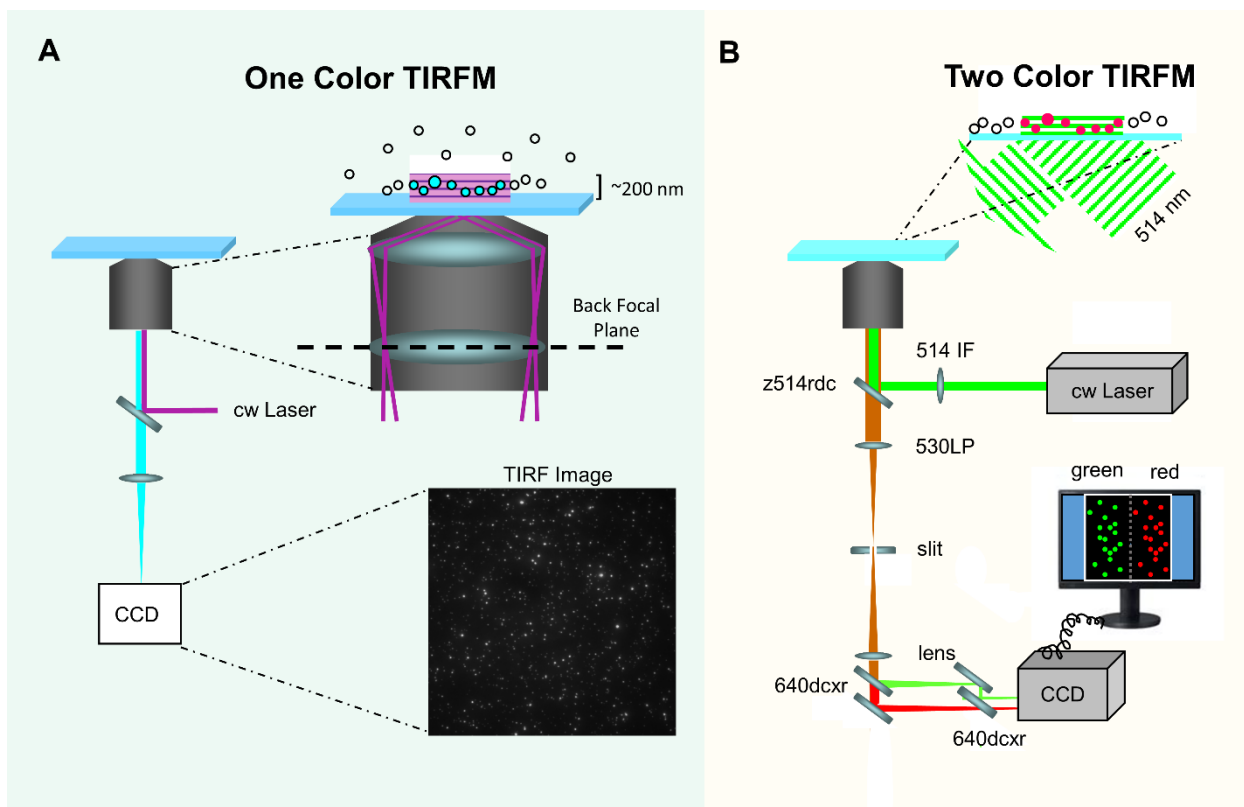 A
One Color TIRFM
~200 nm
Back Focal
Plane
cw Laser
TIRF Image
CCD
B
Two Color TIRFM
514 nm
514 IF
z514rdc
cw Laser
530LP
green
red
slit
lens
640dcxr
CCD
640dcxr